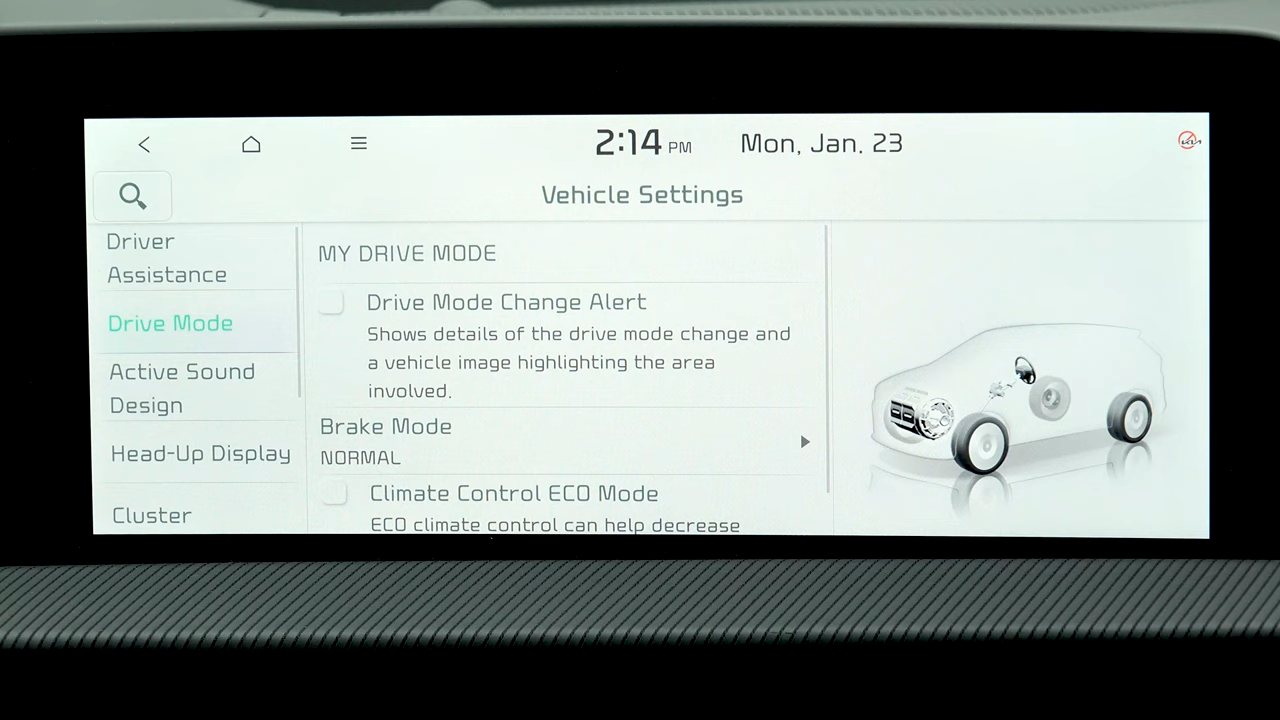 2:14 PM Mon, Jan. 23
Vehicle Settings
Driver
Assistance
Drive Mode
Active Sound
Design
Head-Up Display
Cluster
MY DRIVE MODE
Drive Mode Change Alert
Shows details of the drive mode change and
a vehicle image highlighting the area
involved.
Brake Mode
NORMAL
Climate Control ECO Mode
ECO climate control can help decrease